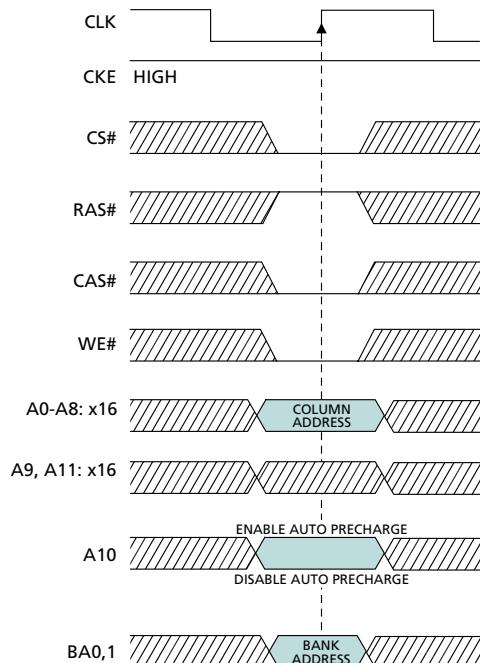 CLK
CKE HIGH
CS#
RAS#
CAS#
WE#
A0-A8: x16
COLUMN
ADDRESS
A9, A11: x16
ENABLE AUTO PRECHARGE
A10
DISABLE AUTO PRECHARGE
BA0,1
BANK
ADDRESS